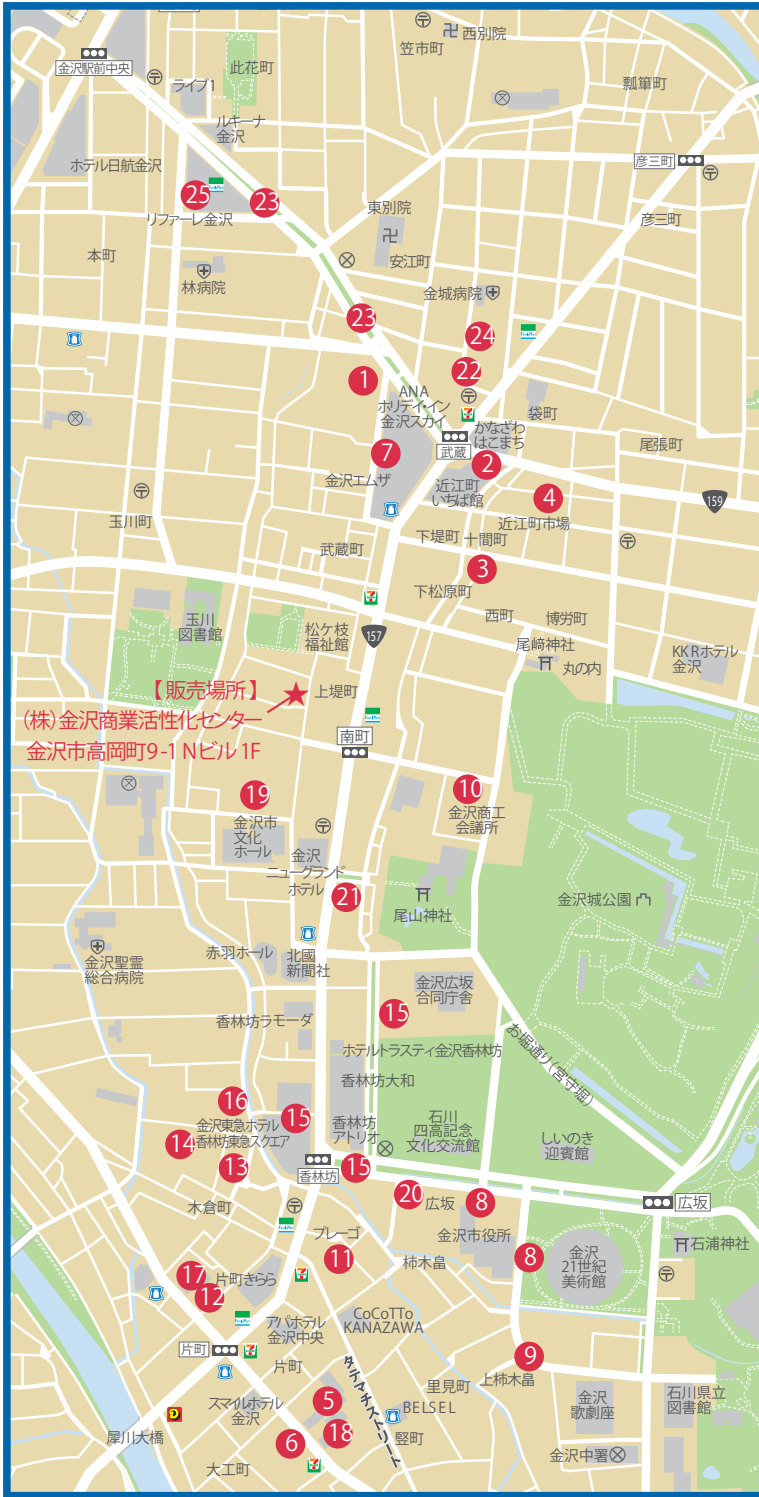 金沢駅前中央
ライブ1
此花町
笠市町
西別院
瓢箪町
ルキーナ
金沢
ホテル日航金沢
彦三町
25
23
リファーレ金沢
東別院
彦三町
本町
安江町
林病院
金城病院
23
24
22
1
ANA
ホリデイ・イン
金沢スカイ
袋町
かなざわ
はこまち
武蔵
尾張町
7
2
金沢エムザ
近江町
いちば館
4
159
近江町市場
玉川町
下堤町
十間町
武蔵町
3
下松原町
西町
博労町
玉川
図書館
松ケ枝
福祉館
157
尾﨑神社
丸の内
KKRホテル
金沢
【販売場所】
(株)金沢商業活性化センター
金沢市高岡町9-1 Nビル1F
上堤町
南町
19
10
金沢市
文化
ホール
金沢商工
会議所
金沢
ニューグランド
ホテル
21
尾山神社
金沢城公園
赤羽ホール
北國
新聞社
金沢聖霊
総合病院
金沢広坂
合同庁舎
15
香林坊ラモーダ
お堀通り(宮守堀)
ホテルトラスティ金沢香林坊
香林坊大和
16
金沢東急ホテル
香林坊東急スクエア
15
香林坊
アトリオ
石川
四高記念
文化交流館
しいのき
迎賓館
14
13
香林坊
15
木倉町
20
広坂
8
広坂
プレーゴ
金沢市役所
11
柿木畠
8
金沢
21世紀
美術館
石浦神社
17
片町きらら
12
アパホテル
金沢中央
CoCoTTo
KANAZAWA
片町
片町
タテマチストリート
9
上柿木畠
里見町
スマイルホテル
金沢
5
BELSEL
金沢
歌劇座
石川県立
図書館
犀川大橋
6
18
竪町
大工町
金沢中署